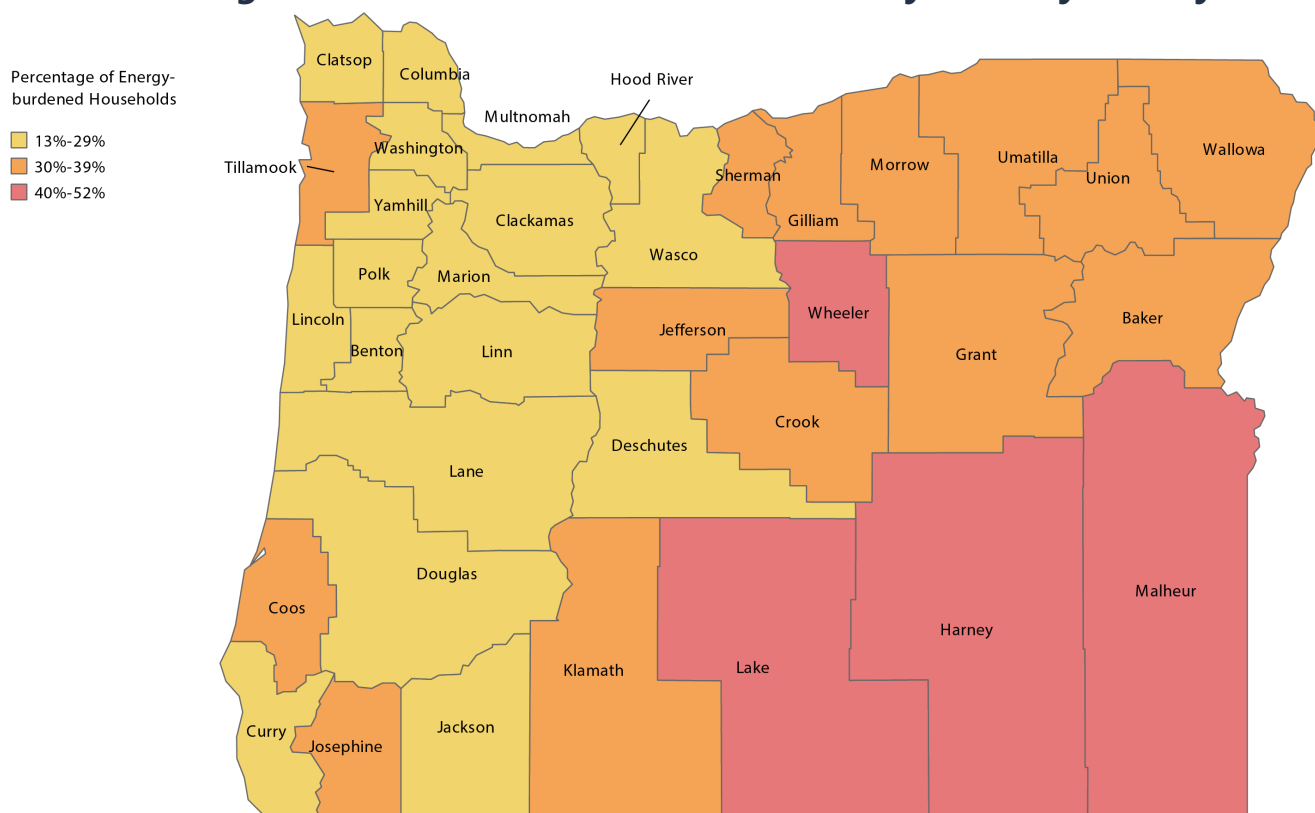 Percentage of Energy-
burdened Households
13%-29%
30%-39%
40%-52%
Clatsop
Columbia
Hood River
Multnomah
Tillamook
Washington
Yamhill
Clackamas
Sherman
Gilliam
Morrow
Umatilla
Union
Wallowa
Polk
Marion
Wasco
Lincoln
Benton
Linn
Jefferson
Wheeler
Grant
Baker
Lane
Deschutes
Crook
Douglas
Coos
Klamath
Lake
Harney
Malheur
Curry
Josephine
Jackson